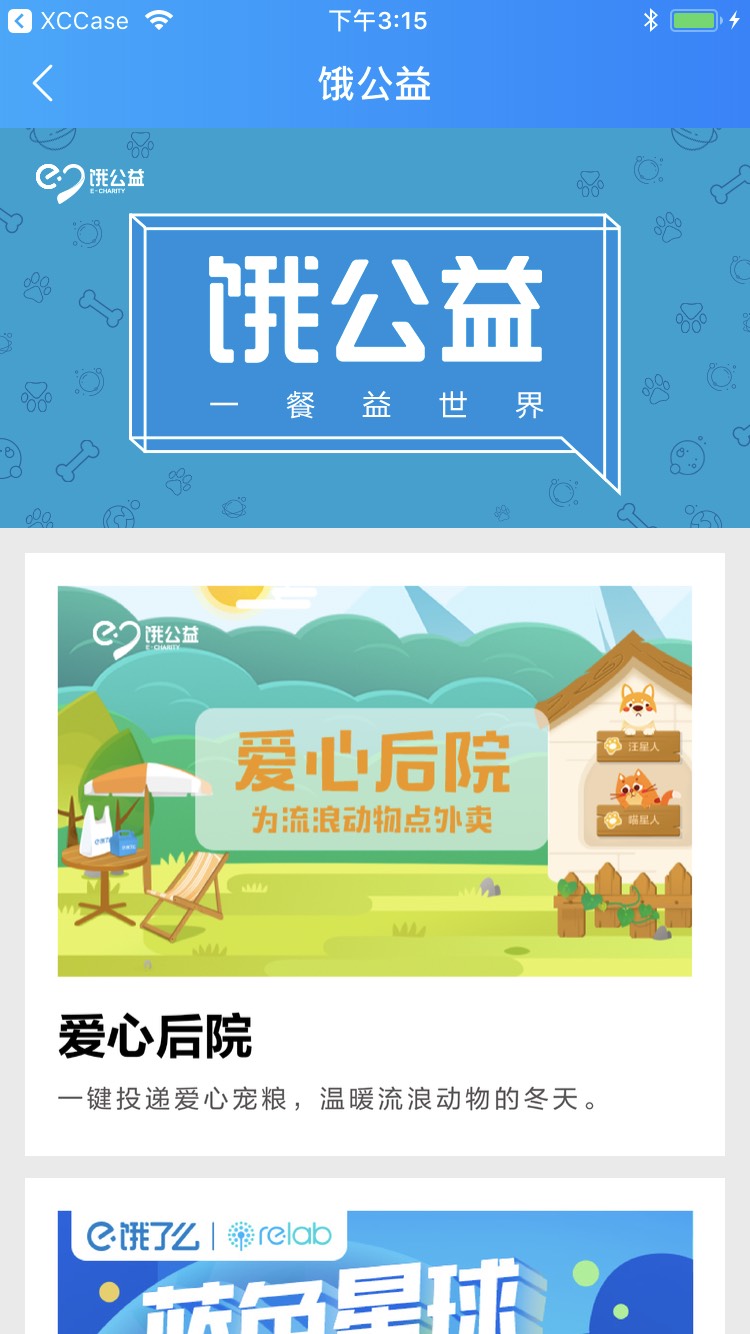 XCCase
下午3:15
饿公益
饿公益
E-CHARITY
饿公益
一餐益世界
饿公益
E-CHARITY
爱心后院
为流浪动物点外卖
汪星人
喵星人
爱心后院
一键投递爱心宠粮，温暖流浪动物的冬天。
饿了么
relab
蓝色星球